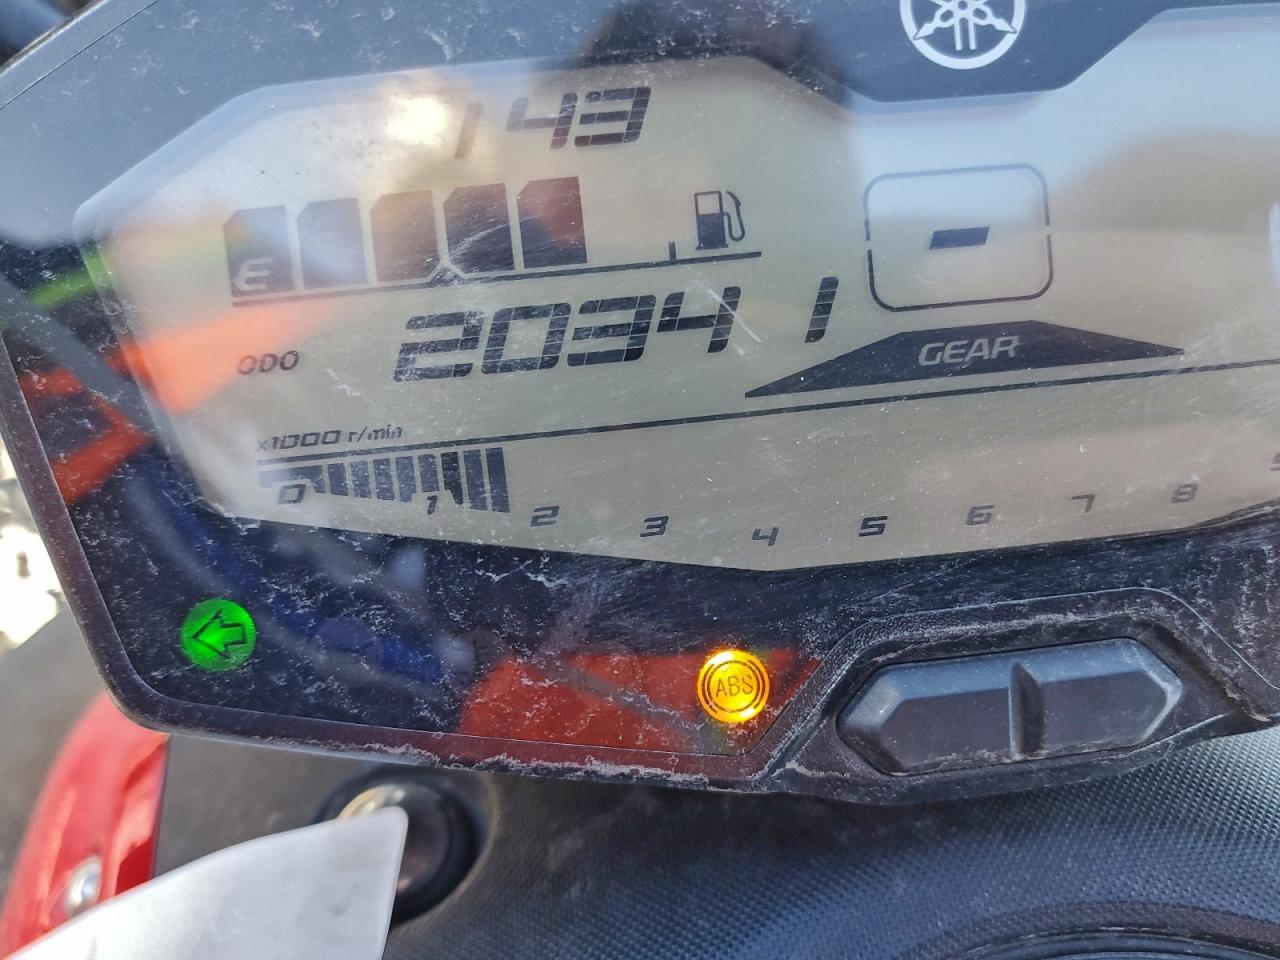 143
E
ODO 20341
-
GEAR
x1000 r/min
0 1 2 3 4 5 6 7 8
ABS